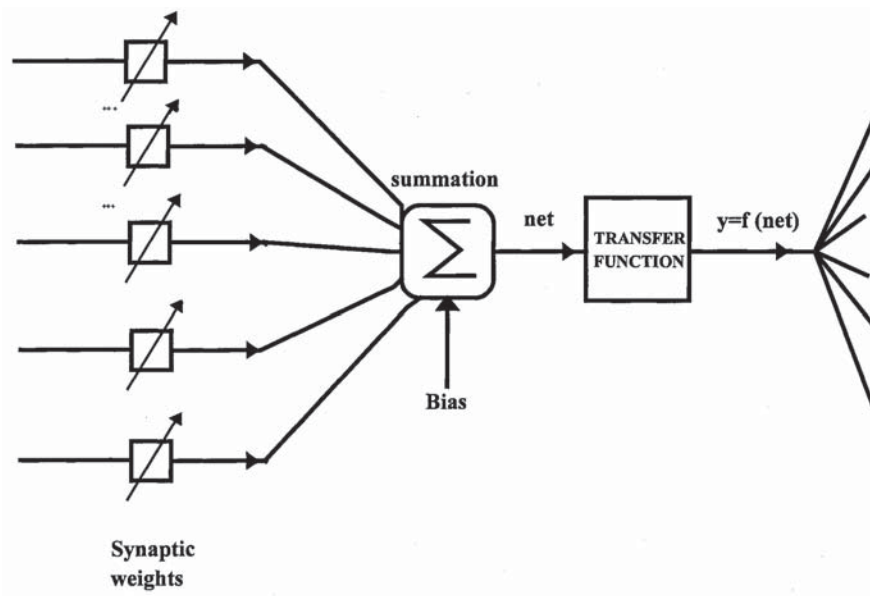 ...
...
summation
Σ
net
TRANSFER
FUNCTION
y=f (net)
Bias
Synaptic
weights